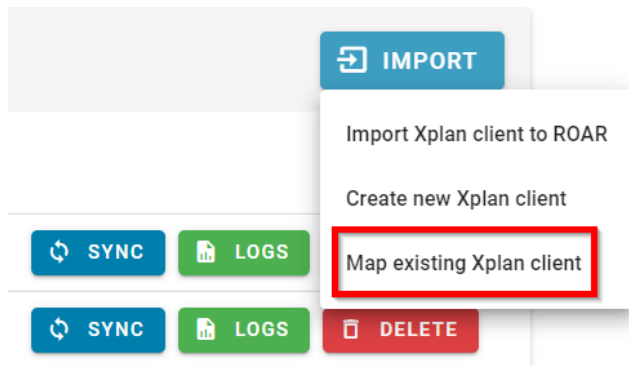 IMPORT
Import Xplan client to ROAR
Create new Xplan client
Map existing Xplan client
SYNC LOGS
SYNC LOGS DELETE